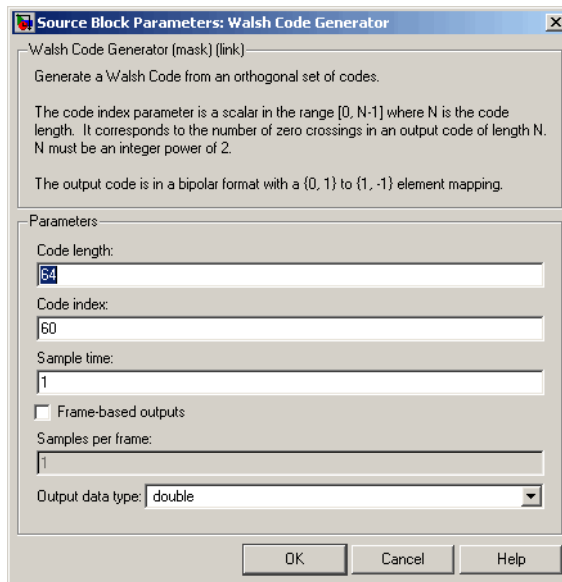 Source Block Parameters: Walsh Code Generator
Walsh Code Generator (mask) (link)
Generate a Walsh Code from an orthogonal set of codes.
The code index parameter is a scalar in the range [0, N-1] where N is the code
length. It corresponds to the number of zero crossings in an output code of length N.
N must be an integer power of 2.
The output code is in a bipolar format with a {0, 1} to {1, -1} element mapping.
Parameters
Code length:
64
Code index:
60
Sample time:
1
Frame-based outputs
Samples per frame:
1
Output data type: double
OK Cancel Help